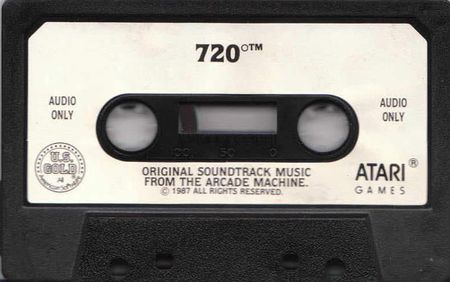 720°™
AUDIO
ONLY
AUDIO
ONLY
U.S.
GOLD
ORIGINAL SOUNDTRACK MUSIC
FROM THE ARCADE MACHINE.
© 1987 ALL RIGHTS RESERVED.
ATARI®
GAMES